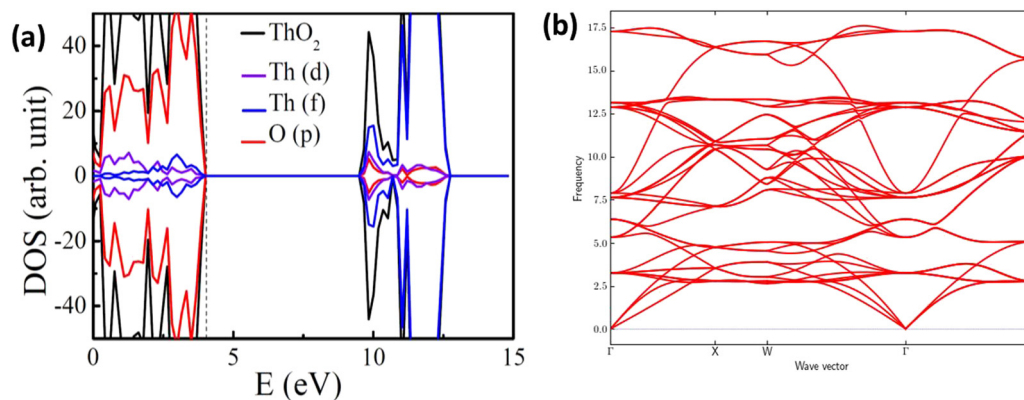 (a)
40
20
0
-20
-40
DOS (arb. unit)
ThO₂
Th (d)
Th (f)
O (p)
0
5
10
15
E (eV)
(b)
17.5
15.0
12.5
10.0
7.5
5.0
2.5
0.0
Frequency
Γ
X
W
Γ
Wave vector